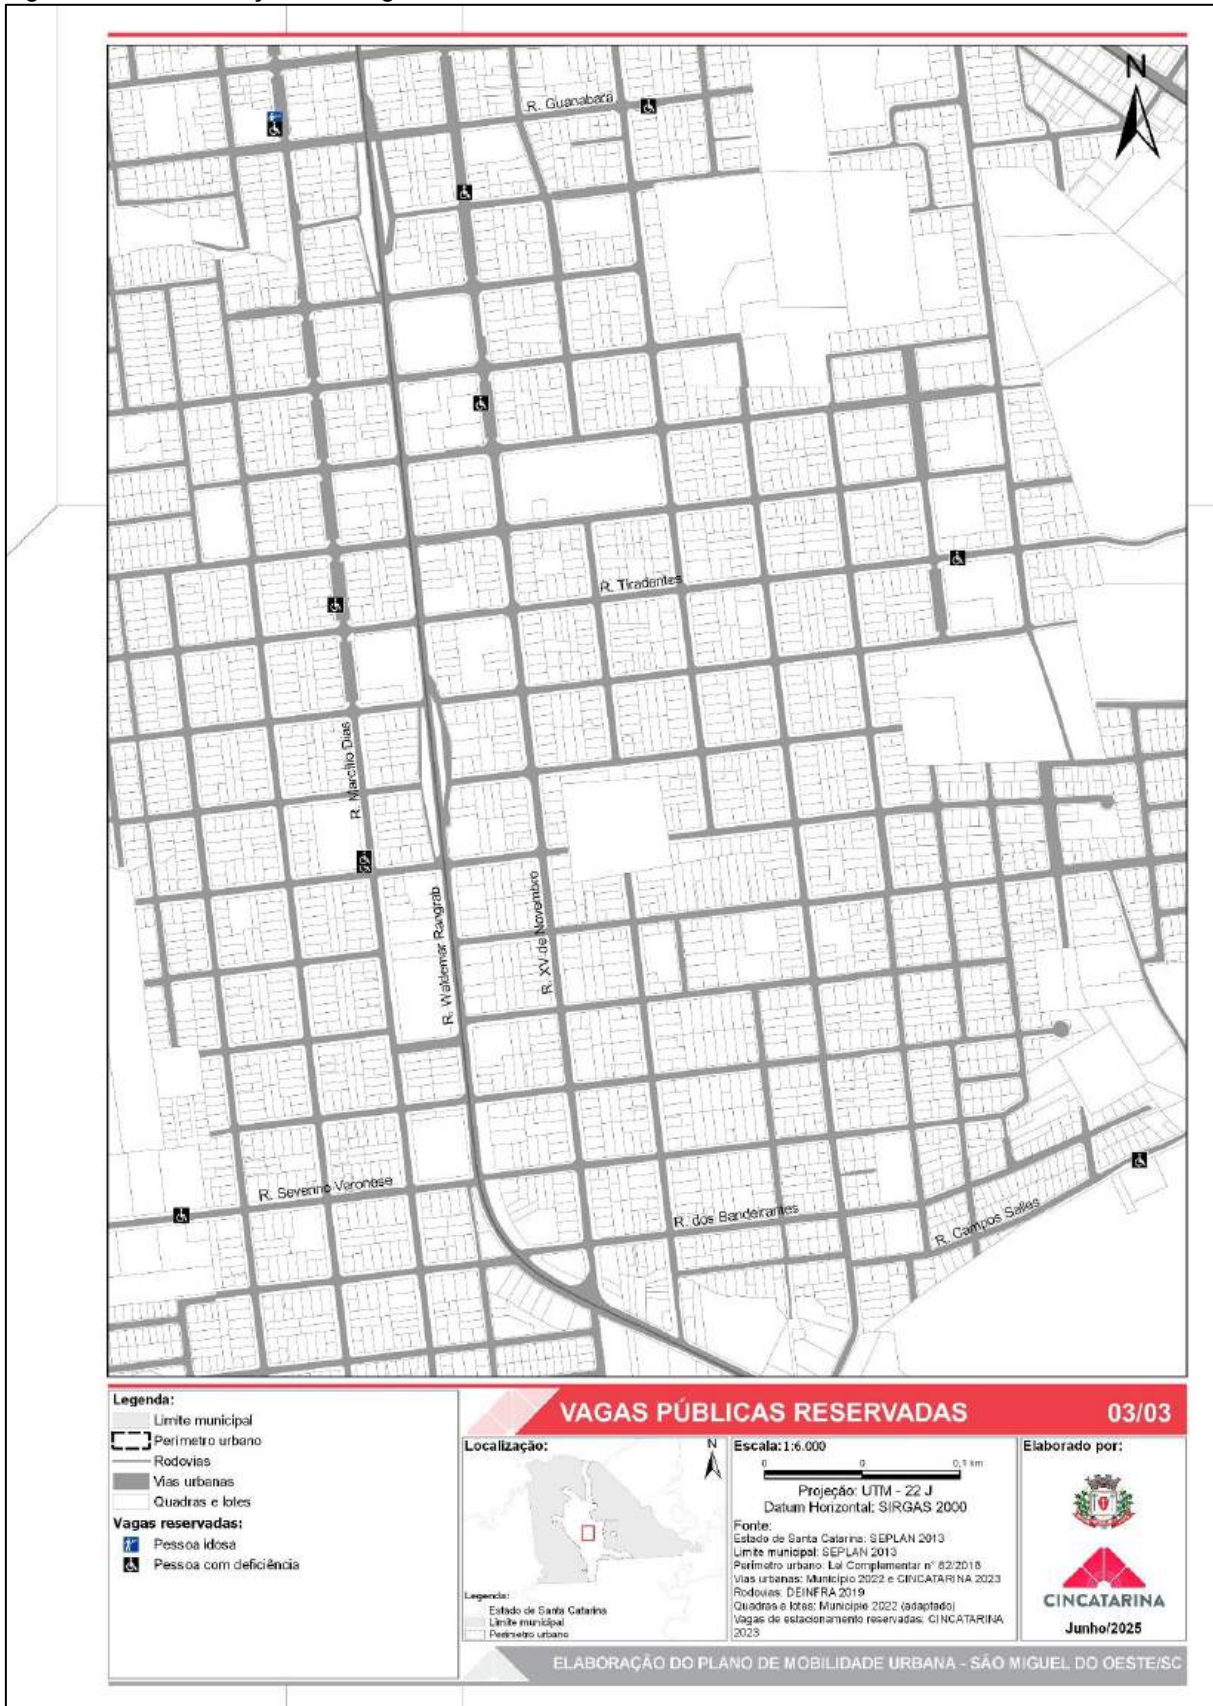 N
R. Guanabara
R. Tiradentes
R. Marcílio Dias
R. Waldemar Rangrab
R. XV de Novembro
R. Severino Veronese
R. dos Bandeirantes
R. Campos Salles
Legenda:
Limite municipal
Perímetro urbano
Rodovias
Vias urbanas
Quadras e lotes
Vagas reservadas:
Pessoa idosa
Pessoa com deficiência
VAGAS PÚBLICAS RESERVADAS
03/03
Localização:
N
Legenda:
Estado de Santa Catarina
Limite municipal
Perímetro urbano
Escala: 1:6.000
0 0 0,1 km
Projeção: UTM - 22 J
Datum Horizontal: SIRGAS 2000
Fonte:
Estado de Santa Catarina: SEPLAN 2013
Limite municipal: SEPLAN 2013
Perímetro urbano: Lei Complementar n° 82/2018
Vias urbanas: Município 2022 e CINCATARINA 2023
Rodovias: DEINFRA 2019
Quadras e lotes: Município 2022 (adaptado)
Vagas de estacionamento reservadas: CINCATARINA
2023
Elaborado por:
CINCATARINA
Junho/2025
ELABORAÇÃO DO PLANO DE MOBILIDADE URBANA - SÃO MIGUEL DO OESTE/SC